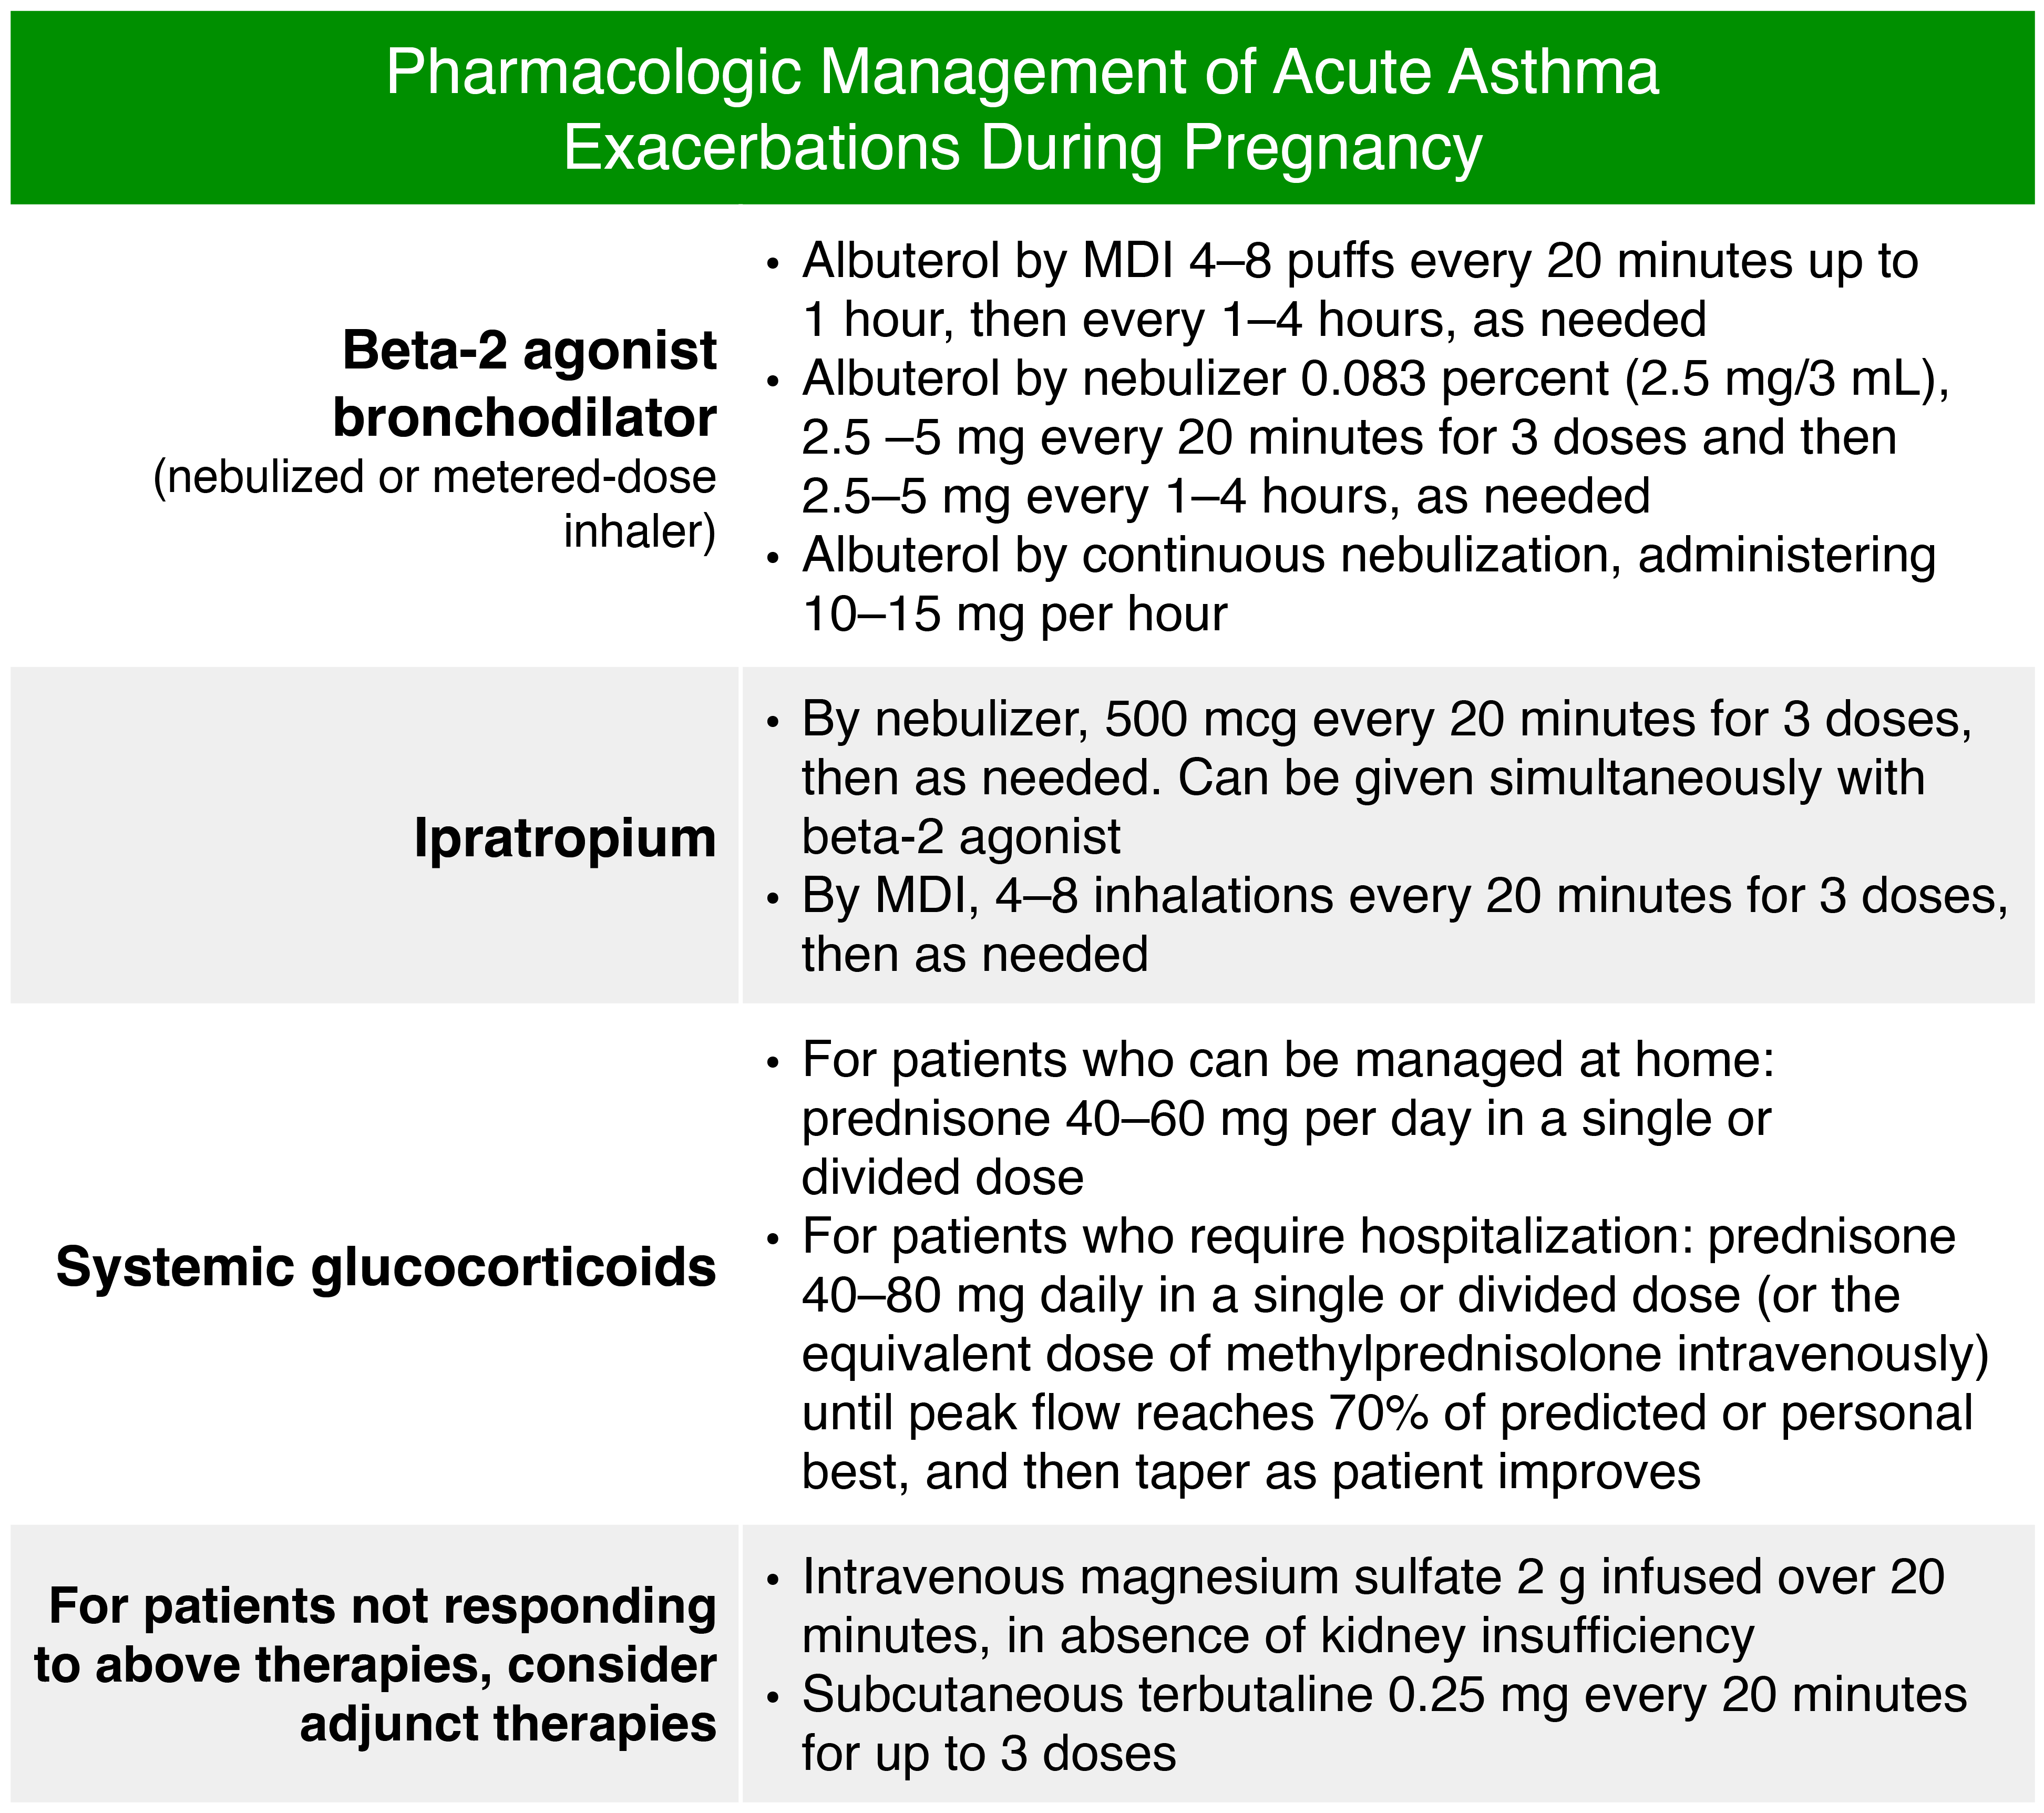 Pharmacologic Management of Acute Asthma
Exacerbations During Pregnancy
Beta-2 agonist
bronchodilator
(nebulized or metered-dose
inhaler)
• Albuterol by MDI 4–8 puffs every 20 minutes up to
1 hour, then every 1–4 hours, as needed
• Albuterol by nebulizer 0.083 percent (2.5 mg/3 mL),
2.5 –5 mg every 20 minutes for 3 doses and then
2.5–5 mg every 1–4 hours, as needed
• Albuterol by continuous nebulization, administering
10–15 mg per hour
Ipratropium
• By nebulizer, 500 mcg every 20 minutes for 3 doses,
then as needed. Can be given simultaneously with
beta-2 agonist
• By MDI, 4–8 inhalations every 20 minutes for 3 doses,
then as needed
Systemic glucocorticoids
• For patients who can be managed at home:
prednisone 40–60 mg per day in a single or
divided dose
• For patients who require hospitalization: prednisone
40–80 mg daily in a single or divided dose (or the
equivalent dose of methylprednisolone intravenously)
until peak flow reaches 70% of predicted or personal
best, and then taper as patient improves
For patients not responding
to above therapies, consider
adjunct therapies
• Intravenous magnesium sulfate 2 g infused over 20
minutes, in absence of kidney insufficiency
• Subcutaneous terbutaline 0.25 mg every 20 minutes
for up to 3 doses